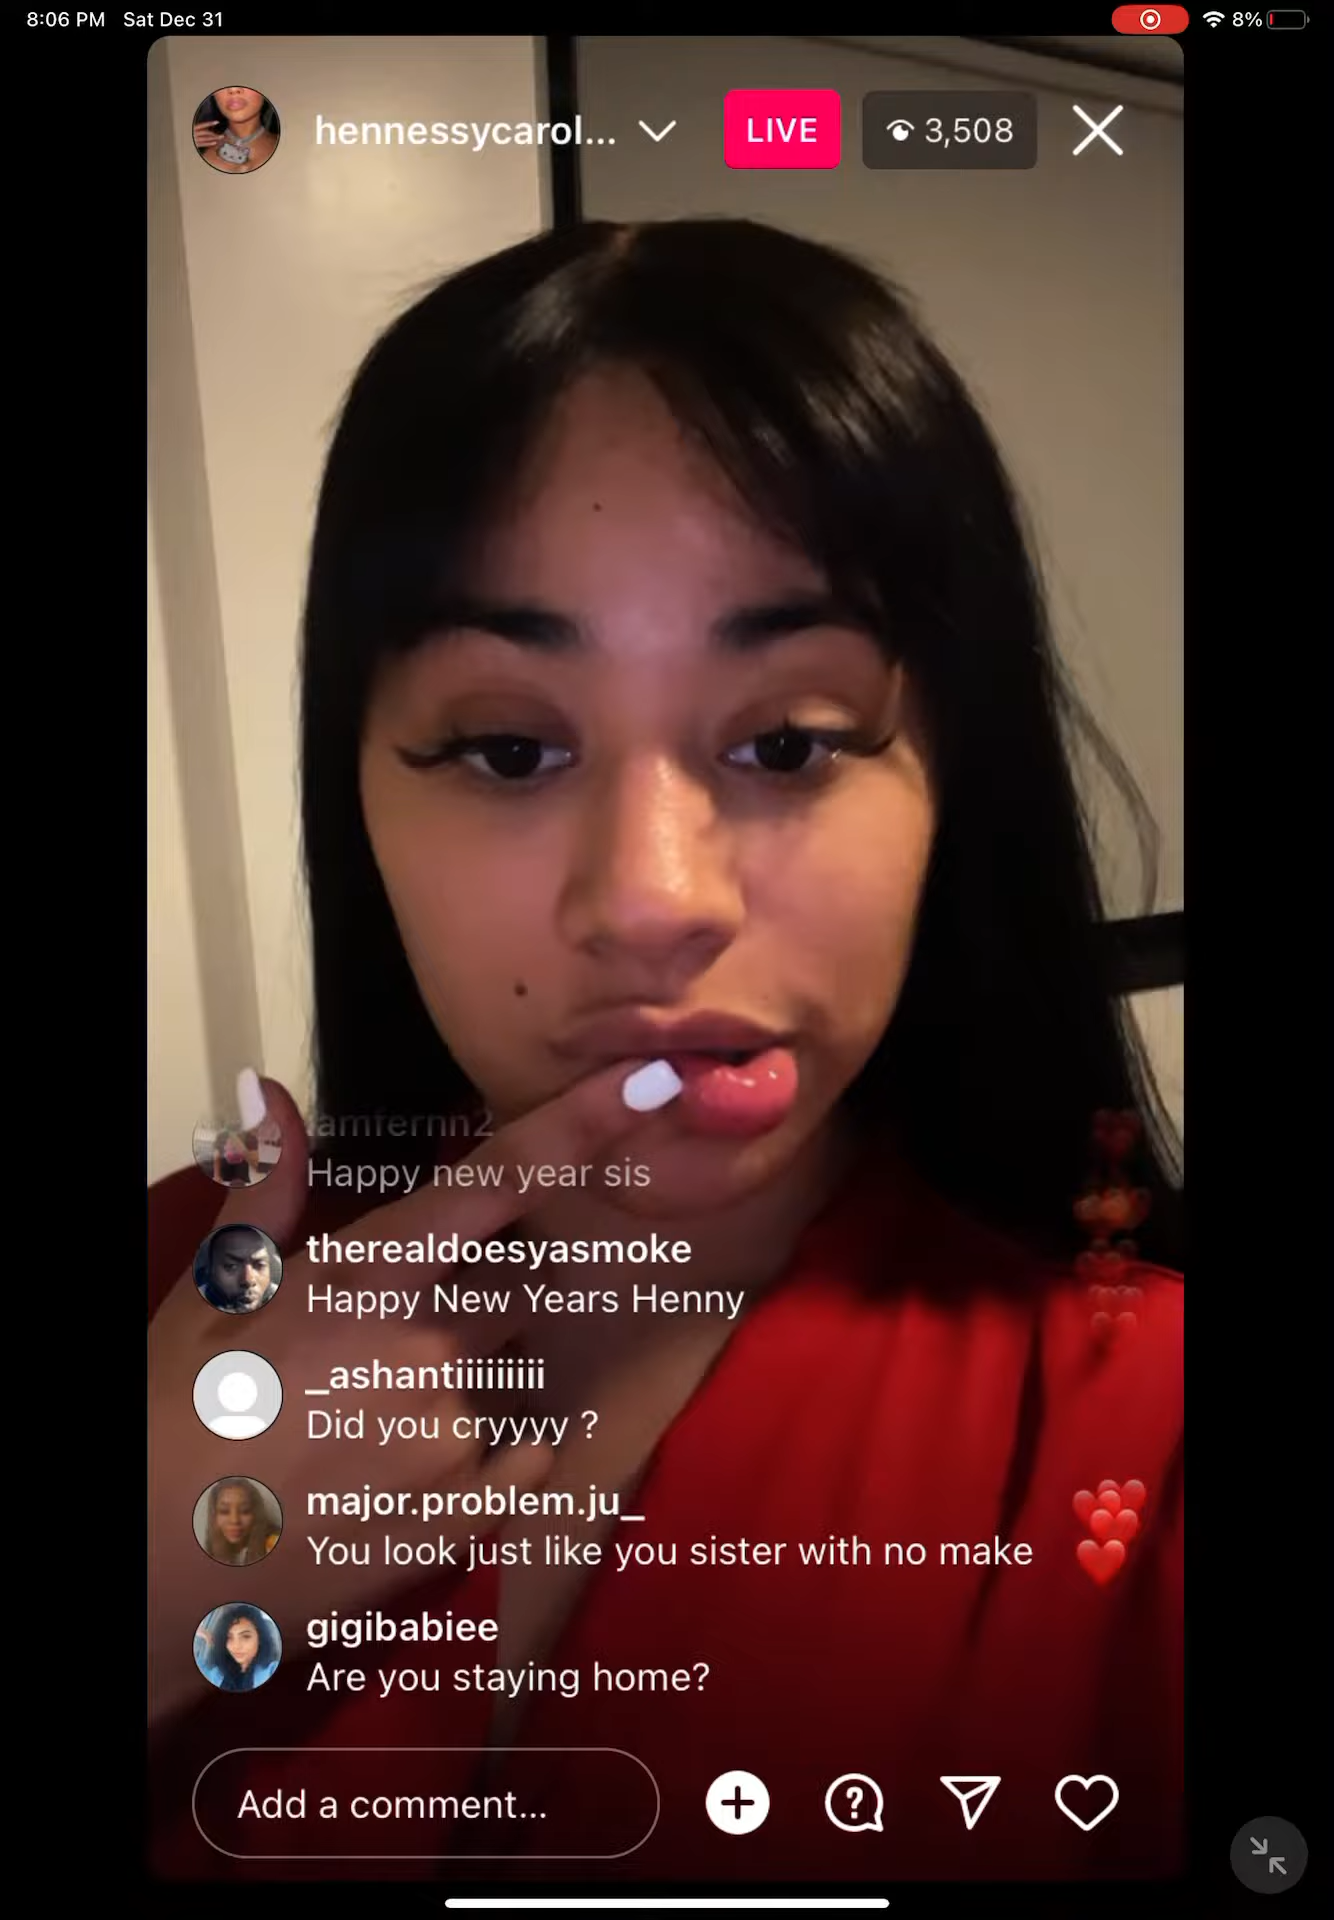 8:06 PM Sat Dec 31
8%
hennessycarol...
LIVE
3,508
iamfernn2
Happy new year sis
therealdoesyasmoke
Happy New Years Henny
_ashantiiiiiiiiii
Did you cryyyy ?
major.problem.ju_
You look just like you sister with no make
gigibabiee
Are you staying home?
Add a comment...